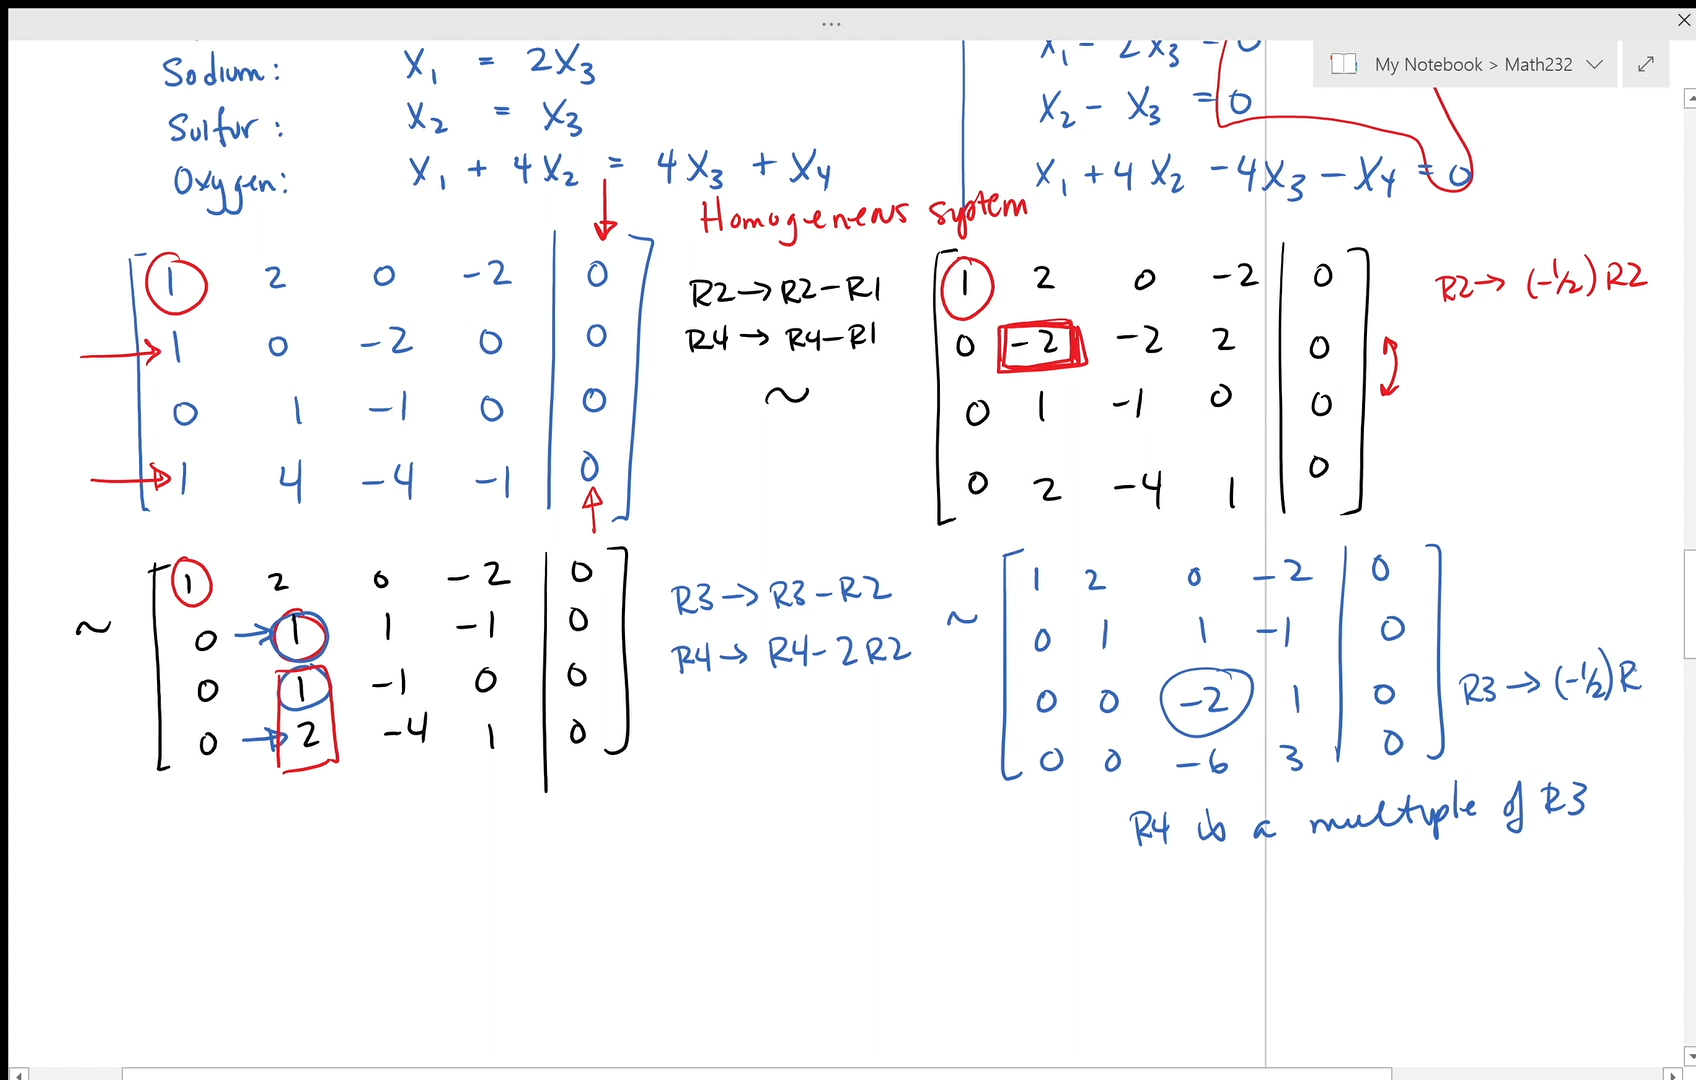 My Notebook > Math232
Sodium: X₁ = 2X₃
X₁ - 2X₃ = 0
Sulfur: X₂ = X₃
X₂ - X₃ = 0
Oxygen: X₁ + 4X₂ = 4X₃ + X₄
X₁ + 4X₂ - 4X₃ - X₄ = 0
Homogeneus system
1 2 0 -2 | 0
1 0 -2 0 | 0
0 1 -1 0 | 0
1 4 -4 -1 | 0
R2 → R2-R1
R4 → R4-R1
~
1 2 0 -2 | 0
0 -2 -2 2 | 0
0 1 -1 0 | 0
0 2 -4 1 | 0
R2 → (-½) R2
~
1 2 0 -2 | 0
0 → 1 1 -1 | 0
0 1 -1 0 | 0
0 → 2 -4 1 | 0
R3 → R3-R2
R4 → R4-2R2
~
1 2 0 -2 | 0
0 1 1 -1 | 0
0 0 -2 1 | 0
0 0 -6 3 | 0
R3 → (-½) R
R4 is a multiple of R3